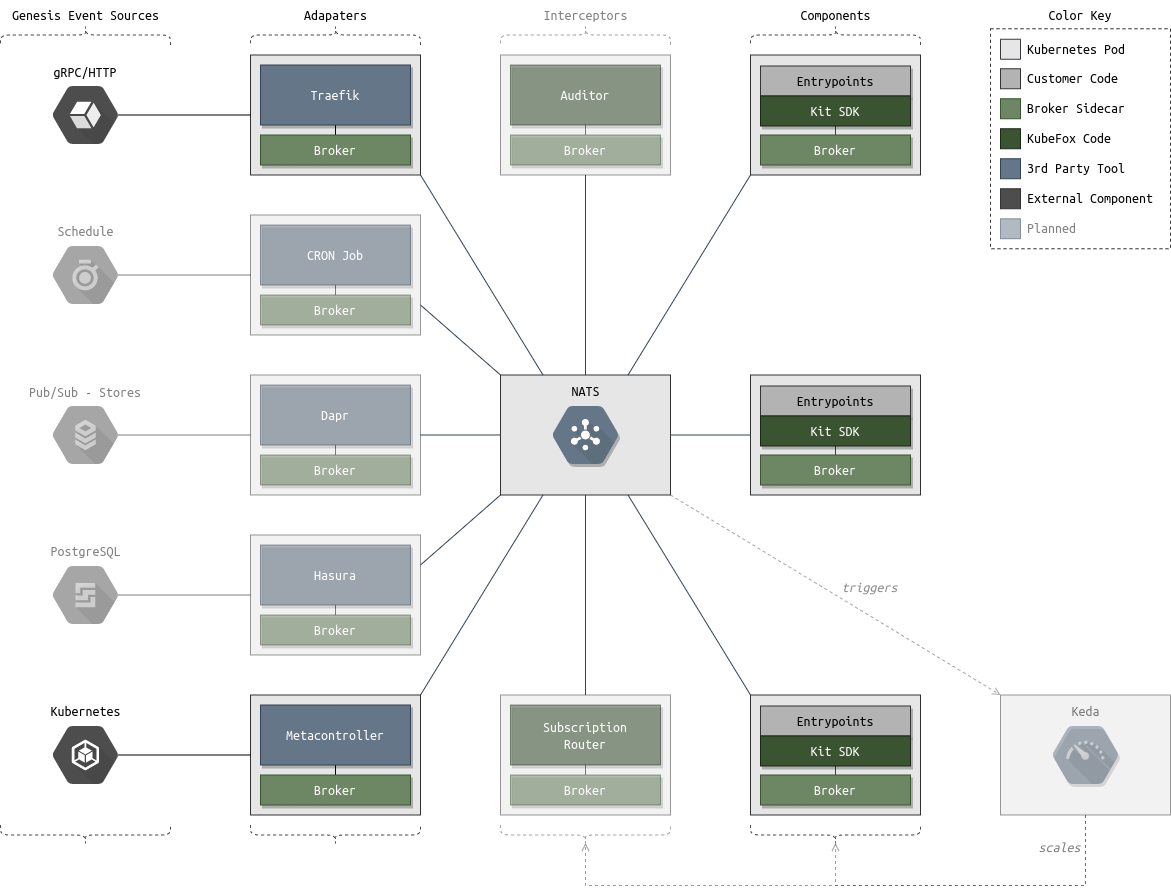 Genesis Event Sources
Adapaters
Interceptors
Components
Color Key
gRPC/HTTP
Traefik
Broker
Auditor
Broker
Entrypoints
Kit SDK
Broker
Kubernetes Pod
Customer Code
Broker Sidecar
KubeFox Code
3rd Party Tool
External Component
Planned
Schedule
CRON Job
Broker
Pub/Sub - Stores
Dapr
Broker
NATS
Entrypoints
Kit SDK
Broker
PostgreSQL
Hasura
Broker
triggers
Kubernetes
Metacontroller
Broker
Subscription
Router
Broker
Entrypoints
Kit SDK
Broker
Keda
scales